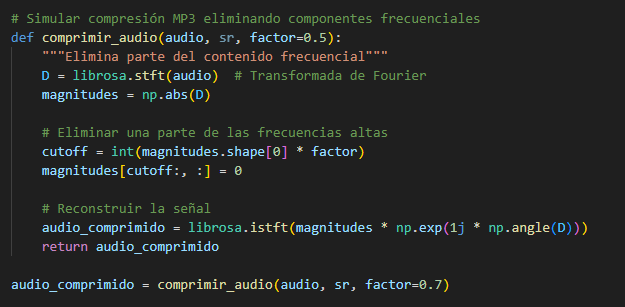 # Simular compresión MP3 eliminando componentes frecuenciales
def comprimir_audio(audio, sr, factor=0.5):
    """Elimina parte del contenido frecuencial"""
    D = librosa.stft(audio)  # Transformada de Fourier
    magnitudes = np.abs(D)

    # Eliminar una parte de las frecuencias altas
    cutoff = int(magnitudes.shape[0] * factor)
    magnitudes[cutoff:, :] = 0

    # Reconstruir la señal
    audio_comprimido = librosa.istft(magnitudes * np.exp(1j * np.angle(D)))
    return audio_comprimido

audio_comprimido = comprimir_audio(audio, sr, factor=0.7)